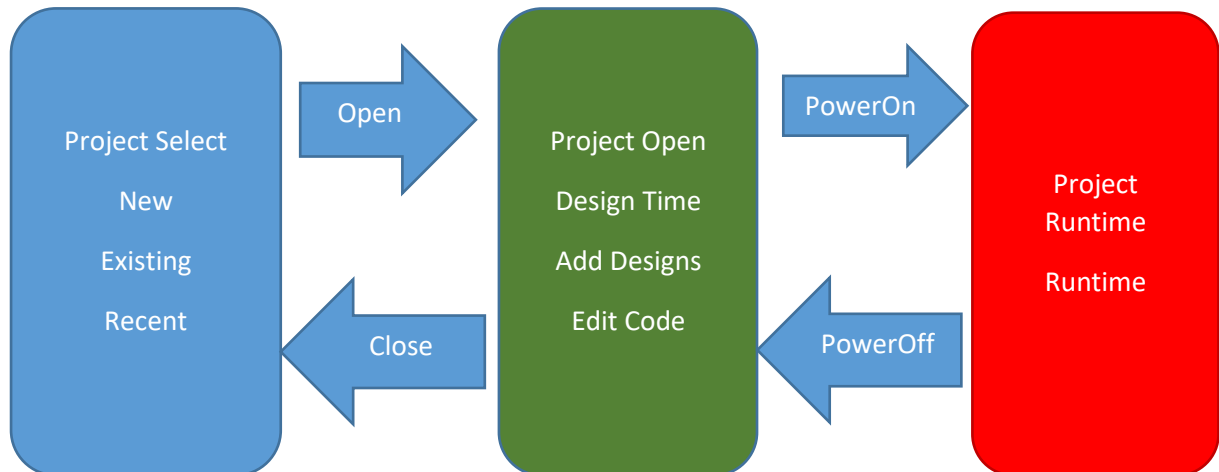 Project Select
New
Existing
Recent
Open
Close
Project Open
Design Time
Add Designs
Edit Code
PowerOn
PowerOff
Project
Runtime
Runtime